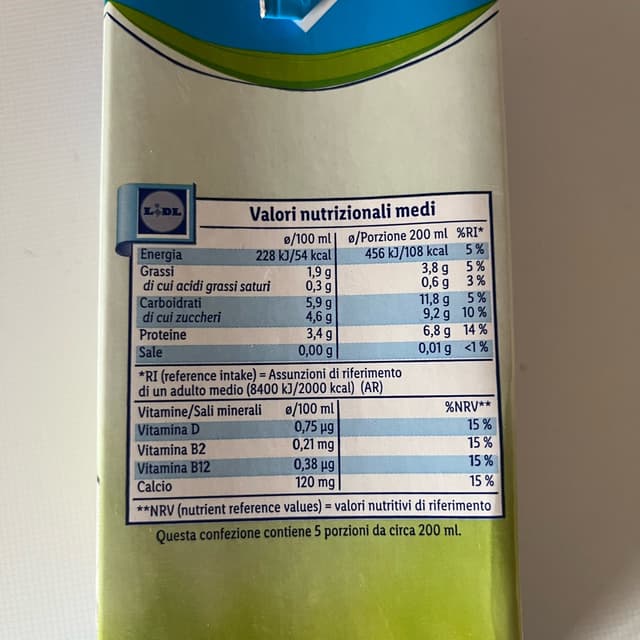 LIDL
Valori nutrizionali medi
ø/100 ml ø/Porzione 200 ml %RI*
Energia 228 kJ/54 kcal 456 kJ/108 kcal 5 %
Grassi 1,9 g 3,8 g 5 %
di cui acidi grassi saturi 0,3 g 0,6 g 3 %
Carboidrati 5,9 g 11,8 g 5 %
di cui zuccheri 4,6 g 9,2 g 10 %
Proteine 3,4 g 6,8 g 14 %
Sale 0,00 g 0,01 g <1 %
*RI (reference intake) = Assunzioni di riferimento
di un adulto medio (8400 kJ/2000 kcal) (AR)
Vitamine/Sali minerali ø/100 ml %NRV**
Vitamina D 0,75 µg 15 %
Vitamina B2 0,21 mg 15 %
Vitamina B12 0,38 µg 15 %
Calcio 120 mg 15 %
**NRV (nutrient reference values) = valori nutritivi di riferimento
Questa confezione contiene 5 porzioni da circa 200 ml.